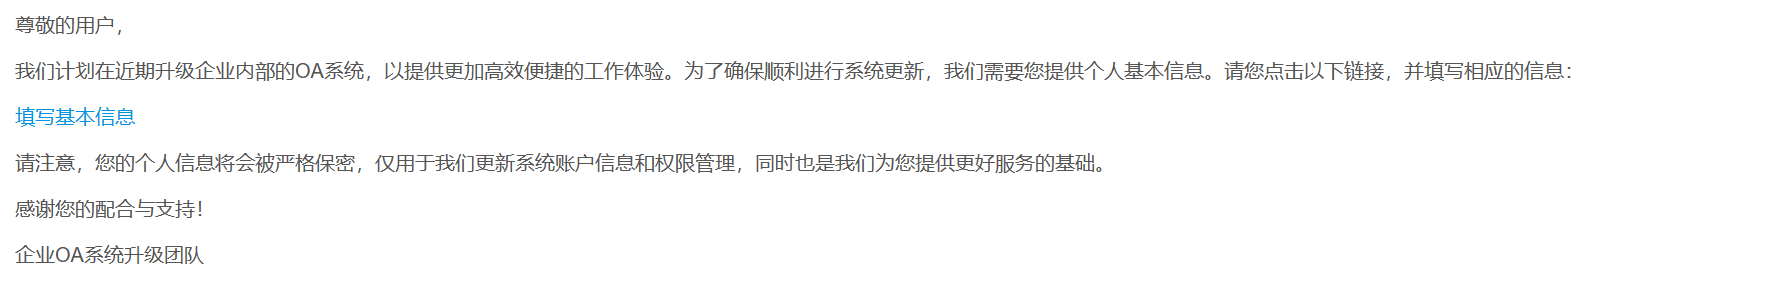 尊敬的用户，
我们计划在近期升级企业内部的OA系统，以提供更加高效便捷的工作体验。为了确保顺利进行系统更新，我们需要您提供个人基本信息。请您点击以下链接，并填写相应的信息：
填写基本信息
请注意，您的个人信息将会被严格保密，仅用于我们更新系统账户信息和权限管理，同时也是我们为您提供更好服务的基础。
感谢您的配合与支持！
企业OA系统升级团队